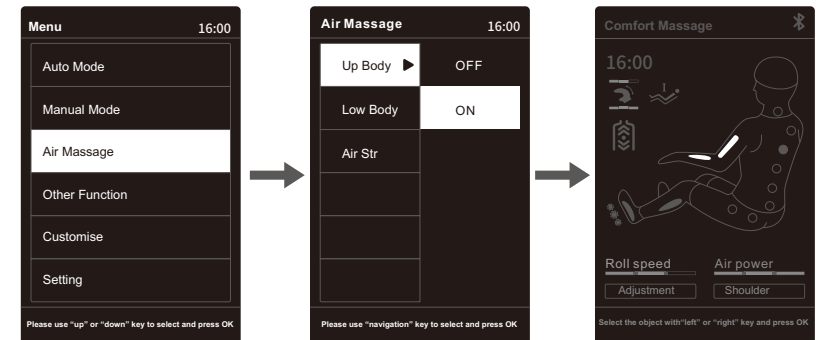 Menu 16:00
Auto Mode
Manual Mode
Air Massage
Other Function
Customise
Setting
Please use “up” or “down” key to select and press OK
Air Massage 16:00
Up Body OFF
Low Body ON
Air Str
Please use “navigation” key to select and press OK
Comfort Massage
16:00
Roll speed Air power
Adjustment Shoulder
Select the object with“left” or “right” key and press OK